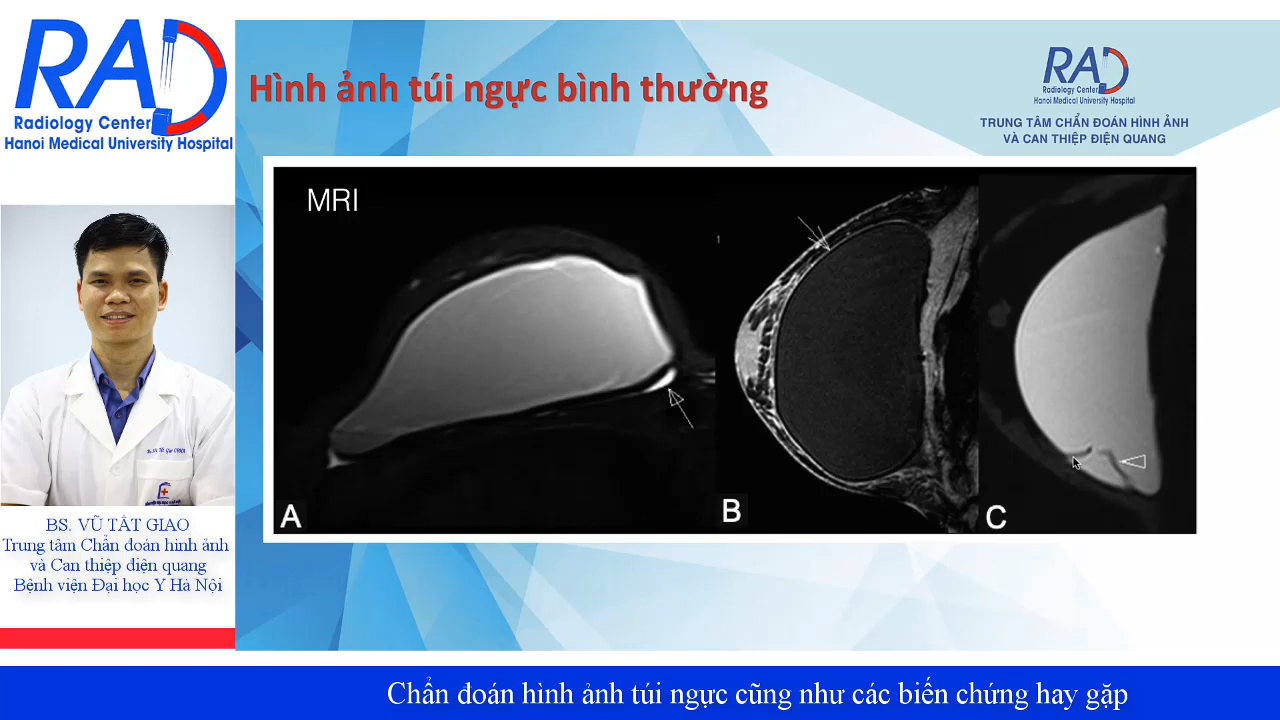 RAD
Radiology Center
Hanoi Medical University Hospital
Hình ảnh túi ngực bình thường
RAD
Radiology Center
Hanoi Medical University Hospital
TRUNG TÂM CHẨN ĐOÁN HÌNH ẢNH
VÀ CAN THIỆP ĐIỆN QUANG
MRI
A
B
C
BS. VŨ TẤT GIAO
Trung tâm Chẩn đoán hình ảnh
và Can thiệp điện quang
Bệnh viện Đại học Y Hà Nội
Chẩn đoán hình ảnh túi ngực cũng như các biến chứng hay gặp